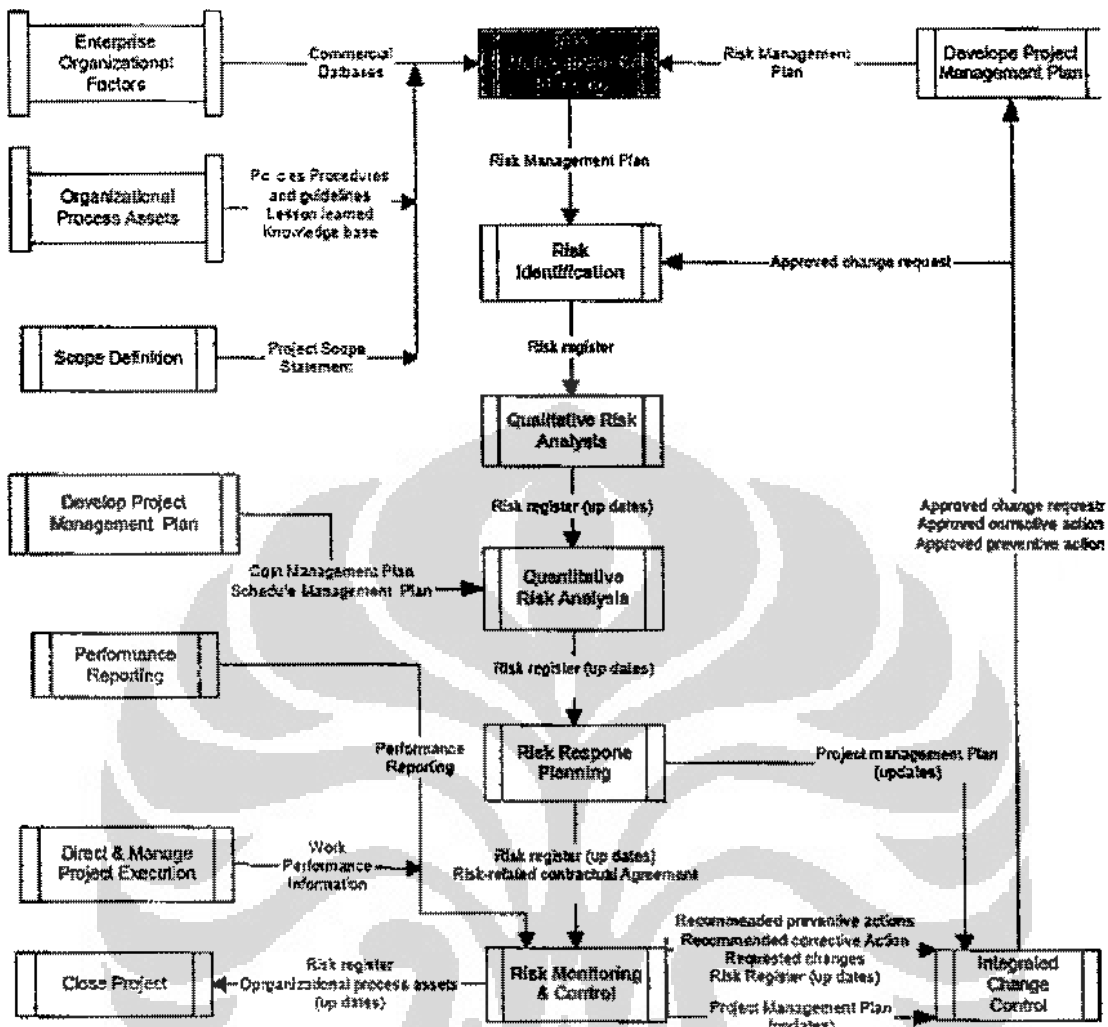 Enterprise
Organizational
Factors
Commercial
Databases
Risk Management
Plan
Develope Project
Management Plan
Risk Management Plan
Organizational
Process Assets
Policies Procedures
and guidelines
Lesson learned
Knowledge base
Risk
Identification
Approved change request
Scope Definition
Project Scope
Statement
Risk register
Qualitative Risk
Analysis
Develop Project
Management Plan
Risk register (up dates)
Approved change requests
Approved corrective action
Approved preventive action
Cost Management Plan
Schedule Management Plan
Quantitative
Risk Analysis
Performance
Reporting
Risk register (up dates)
Performance
Reporting
Risk Respone
Planning
Project management Plan
(updates)
Direct & Manage
Project Execution
Work
Performance
Information
Risk register (up dates)
Risk-related contractual Agreement
Close Project
Risk register
Oprganizational process assets
(up dates)
Risk Monitoring
& Control
Recommended preventive actions
Recommended corrective Action
Requested changes
Risk Register (up dates)
Project Management Plan
(updates)
Integrated
Change
Control